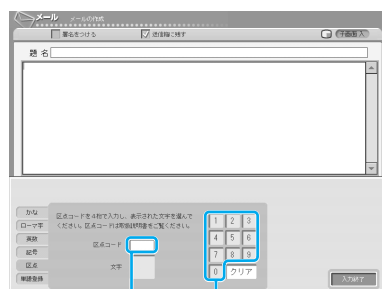 メール メールの作成
署名をつける 送信箱に残す 子画面 入
題 名
かな
ローマ字
英数
記号
区点
単語登録
区点コードを4桁で入力し、表示された文字を選んで
ください。区点コードは取扱説明書をご覧ください。
区点コード
文字
1 2 3
4 5 6
7 8 9
0 クリア
入力終了